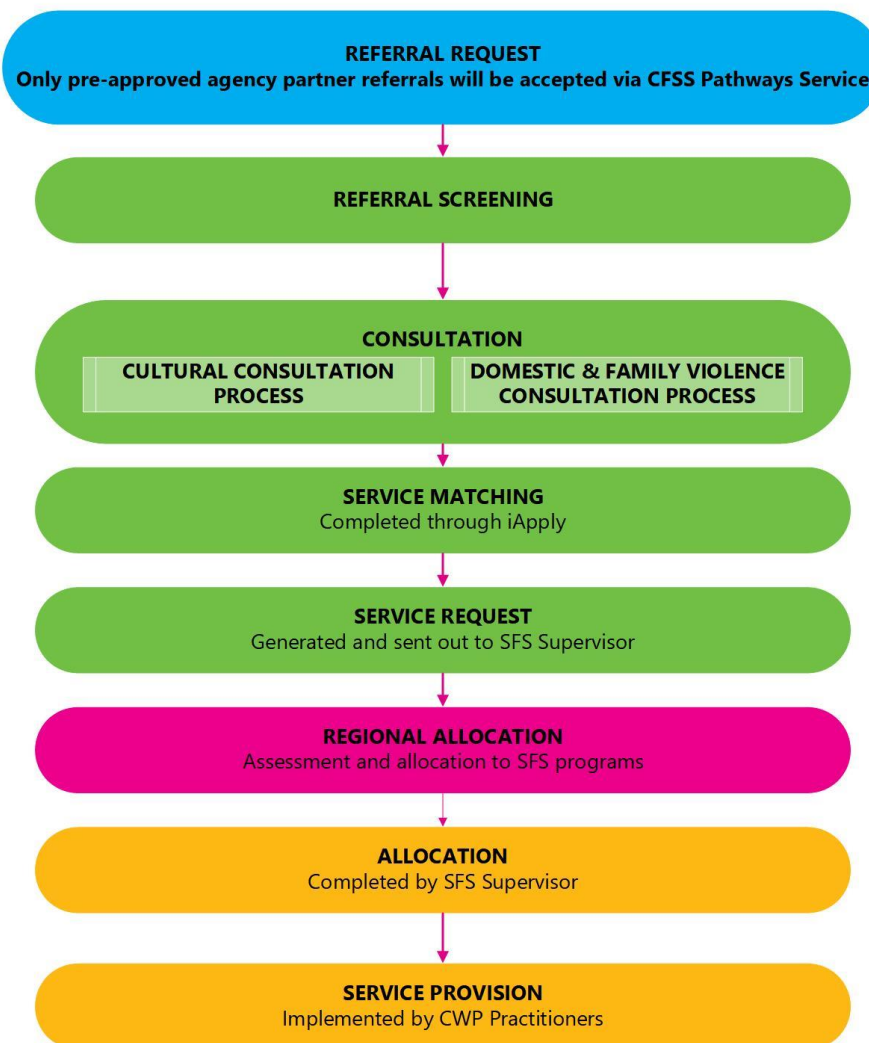 REFERRAL REQUEST
Only pre-approved agency partner referrals will be accepted via CFSS Pathways Service
REFERRAL SCREENING
CONSULTATION
CULTURAL CONSULTATION
PROCESS
DOMESTIC & FAMILY VIOLENCE
CONSULTATION PROCESS
SERVICE MATCHING
Completed through iApply
SERVICE REQUEST
Generated and sent out to SFS Supervisor
REGIONAL ALLOCATION
Assessment and allocation to SFS programs
ALLOCATION
Completed by SFS Supervisor
SERVICE PROVISION
Implemented by CWP Practitioners